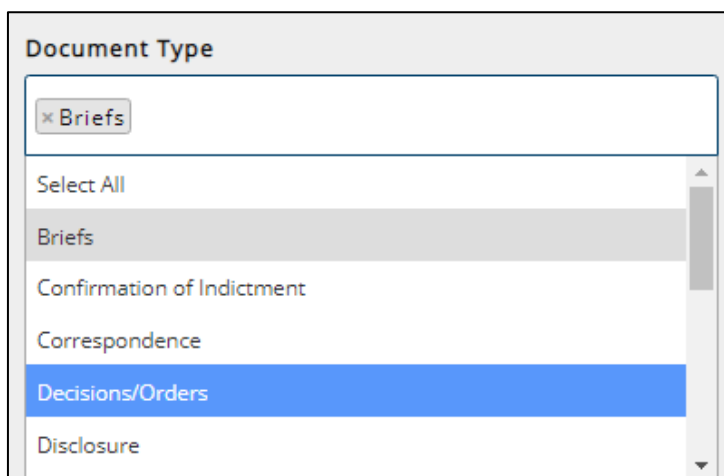 Document Type
× Briefs
Select All
Briefs
Confirmation of Indictment
Correspondence
Decisions/Orders
Disclosure